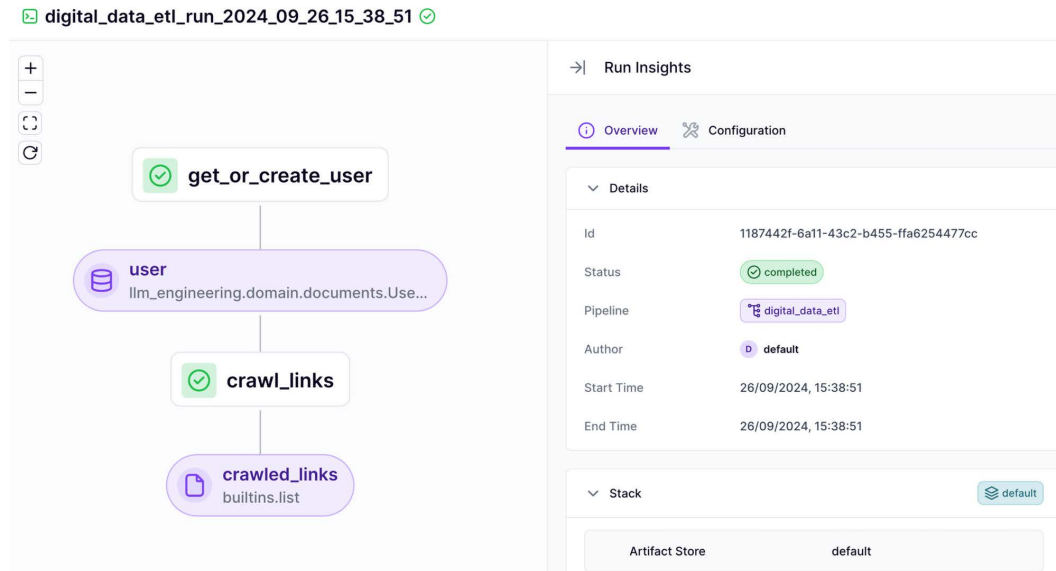 digital_data_etl_run_2024_09_26_15_38_51
Run Insights
Overview
Configuration
get_or_create_user
user
llm_engineering.domain.documents.Use...
crawl_links
crawled_links
builtins.list
Details
Id 1187442f-6a11-43c2-b455-ffa6254477cc
Status completed
Pipeline digital_data_etl
Author D default
Start Time 26/09/2024, 15:38:51
End Time 26/09/2024, 15:38:51
Stack default
Artifact Store default